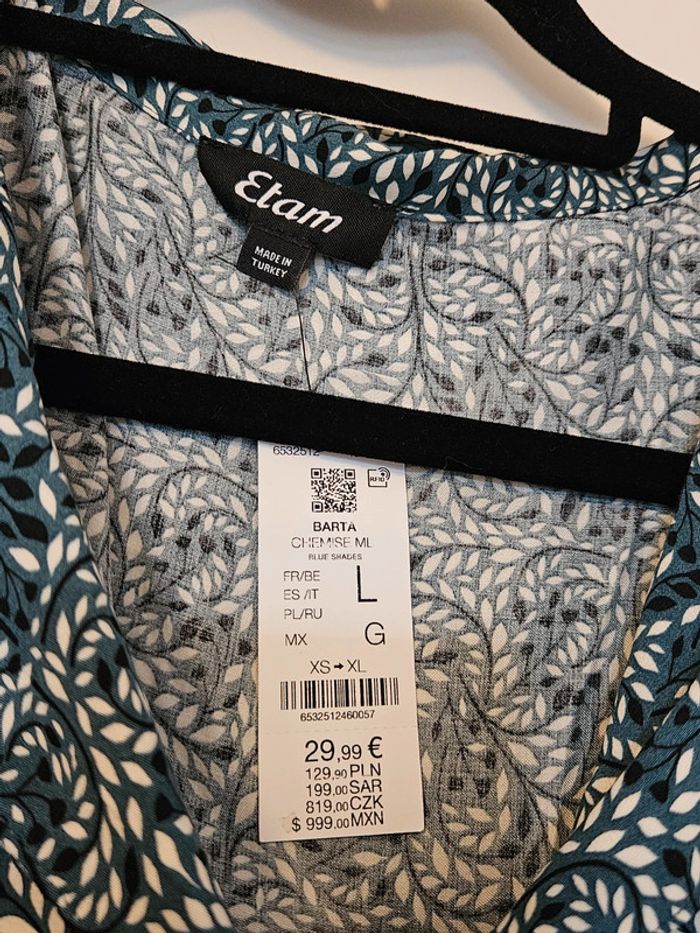 Etam
MADE IN
TURKEY
6532512
RFID
BARTA
CHEMISE ML
BLUE SHADES
FR/BE
ES /IT
PL/RU
L
MX
G
XS→XL
6532512460057
29,99 €
129,90 PLN
199.00 SAR
819.00 CZK
$ 999.00 MXN